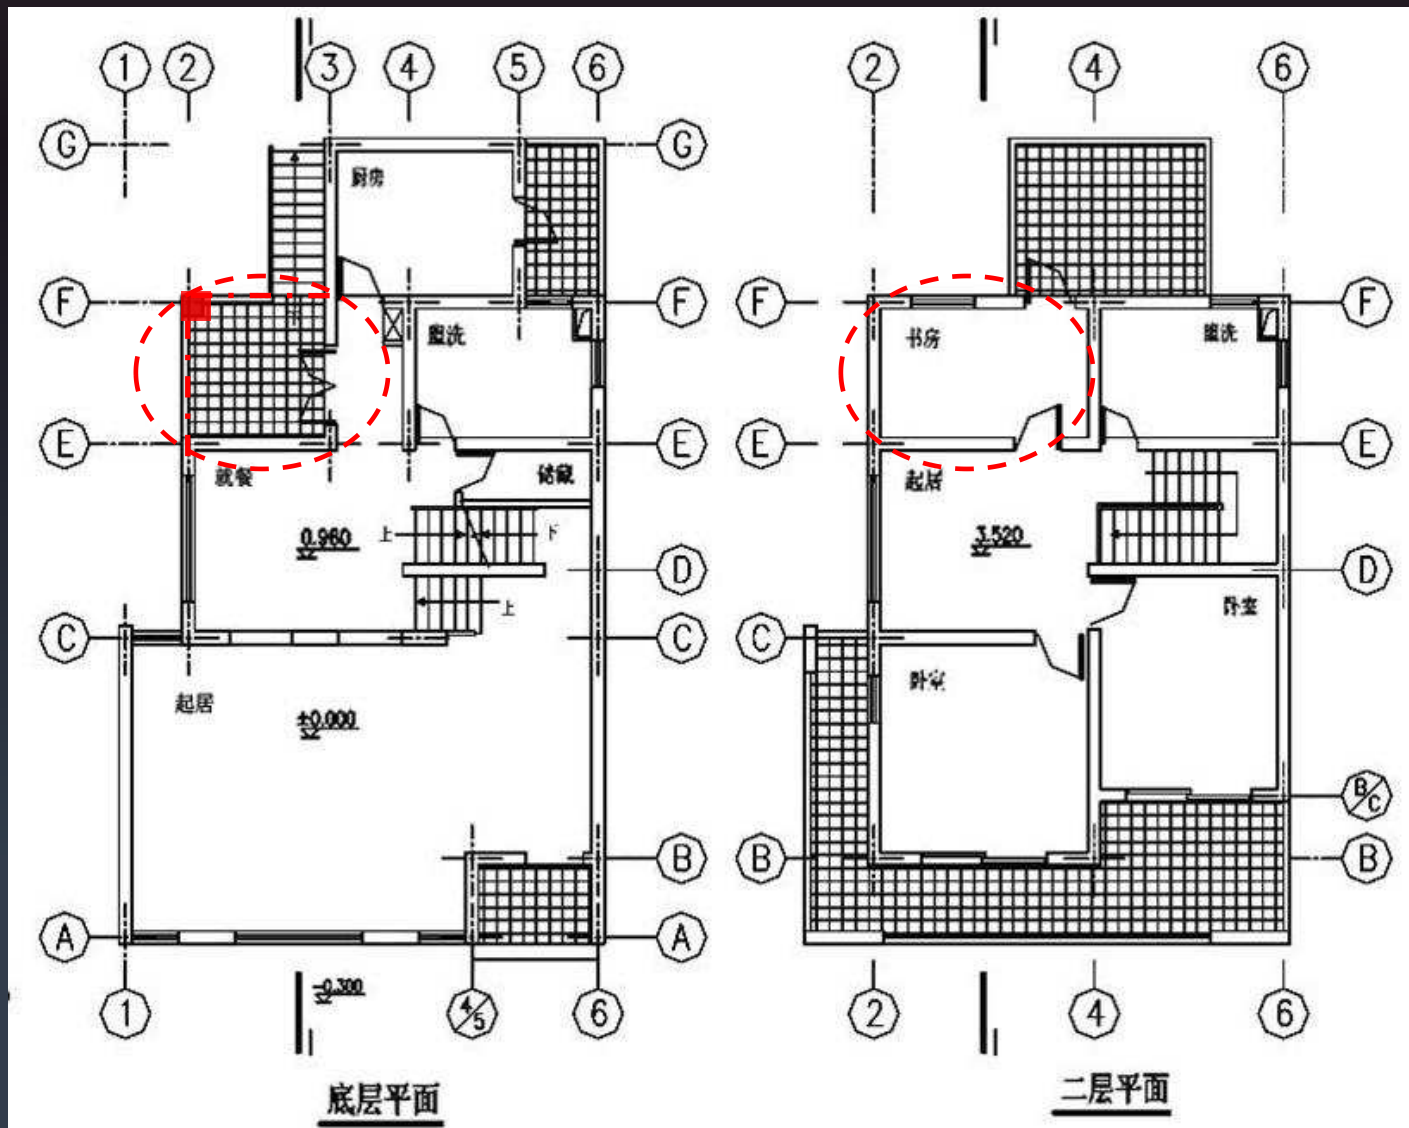 1 2 3 4 5 6 2 4 6
G G
厨房
F F F F
盥洗 书房 盥洗
E E E E
就餐 储藏 起居
0.960 上 下 3.520
D D
上 卧室
C C C
起居 卧室
±0.000
B/C
B B B
A A
-0.300
1 4/5 6 2 4 6
底层平面 二层平面